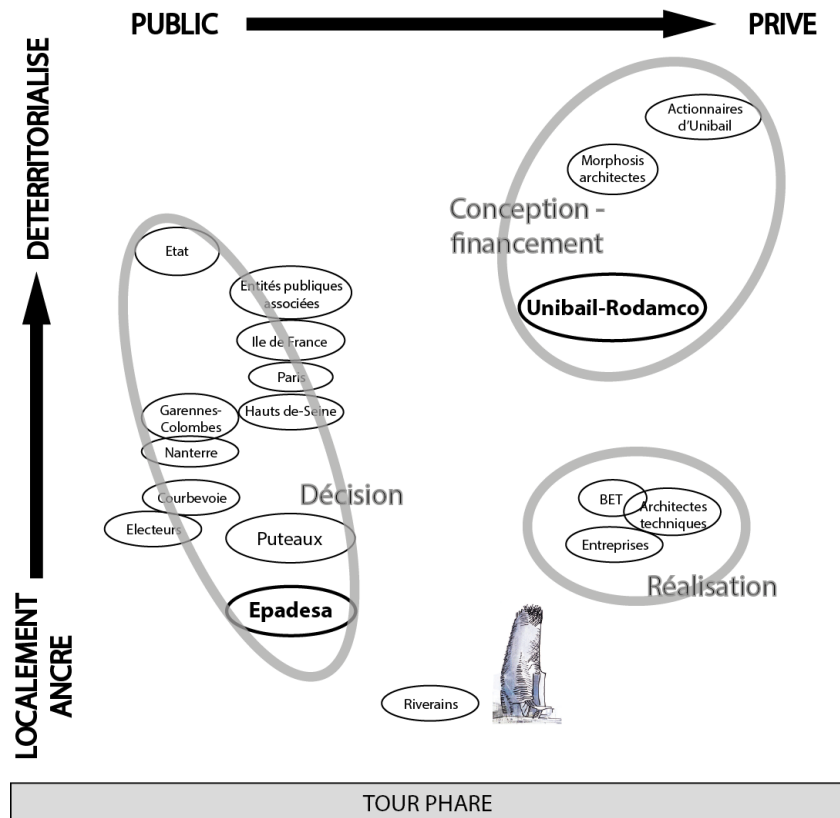 PUBLIC
PRIVE
DETERRITORIALISE
LOCALEMENT
ANCRE
Actionnaires
d'Unibail
Morphosis
architectes
Conception -
financement
Unibail-Rodamco
Etat
Entités publiques
associées
Ile de France
Paris
Garennes-
Colombes
Hauts de-Seine
Nanterre
Courbevoie
Décision
Electeurs
Puteaux
Epadesa
BET
Architectes
techniques
Entreprises
Réalisation
Riverains
TOUR PHARE